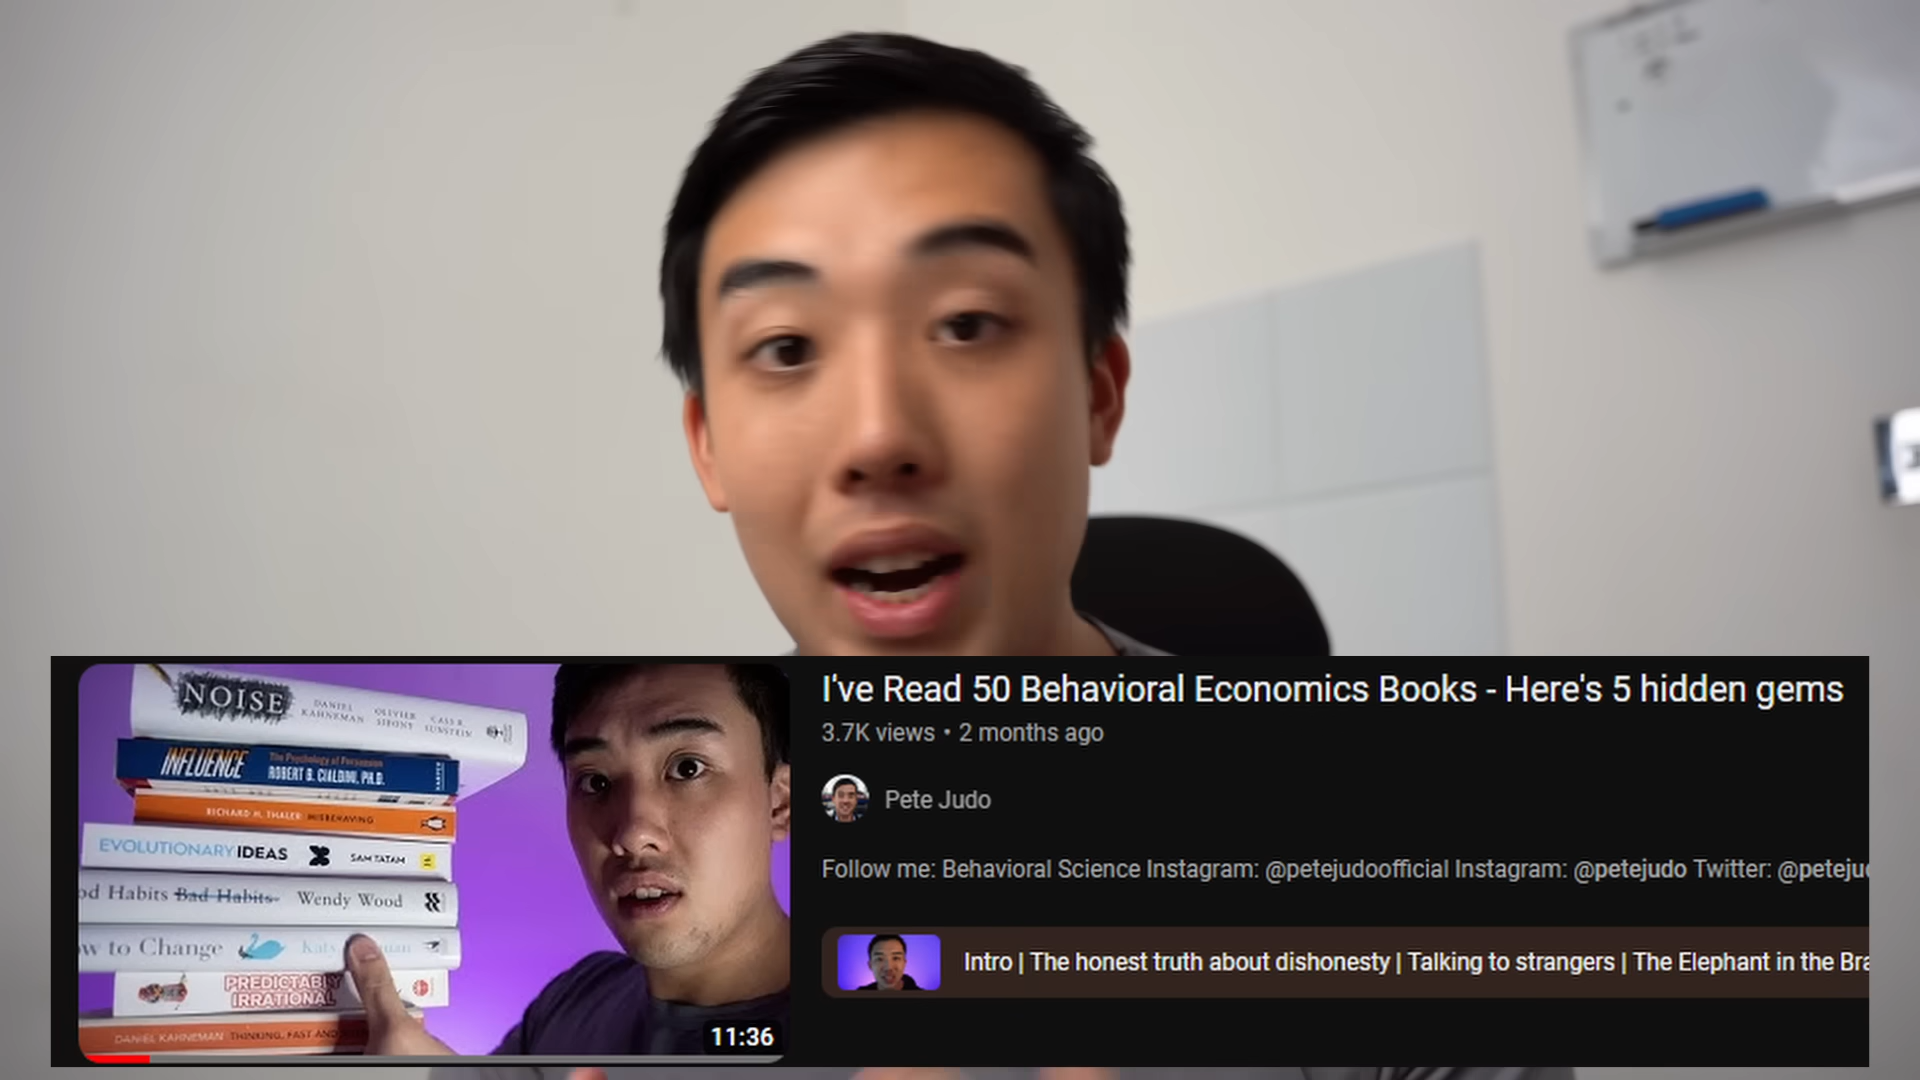 NOISE
DANIEL KAHNEMAN
OLIVIER SIBONY
CASS R. SUNSTEIN
INFLUENCE
The Psychology of Persuasion
ROBERT B. CIALDINI, PH.D.
HARPER
RICHARD H. THALER MISBEHAVING
EVOLUTIONARY IDEAS
SAM TATAM
od Habits Bad Habits
Wendy Wood
ow to Change
PREDICTABLY
IRRATIONAL
DANIEL KAHNEMAN THINKING, FAST AND
11:36
I've Read 50 Behavioral Economics Books - Here's 5 hidden gems
3.7K views • 2 months ago
Pete Judo
Follow me: Behavioral Science Instagram: @petejudoofficial Instagram: @petejudo Twitter: @peteju
Intro | The honest truth about dishonesty | Talking to strangers | The Elephant in the Bra